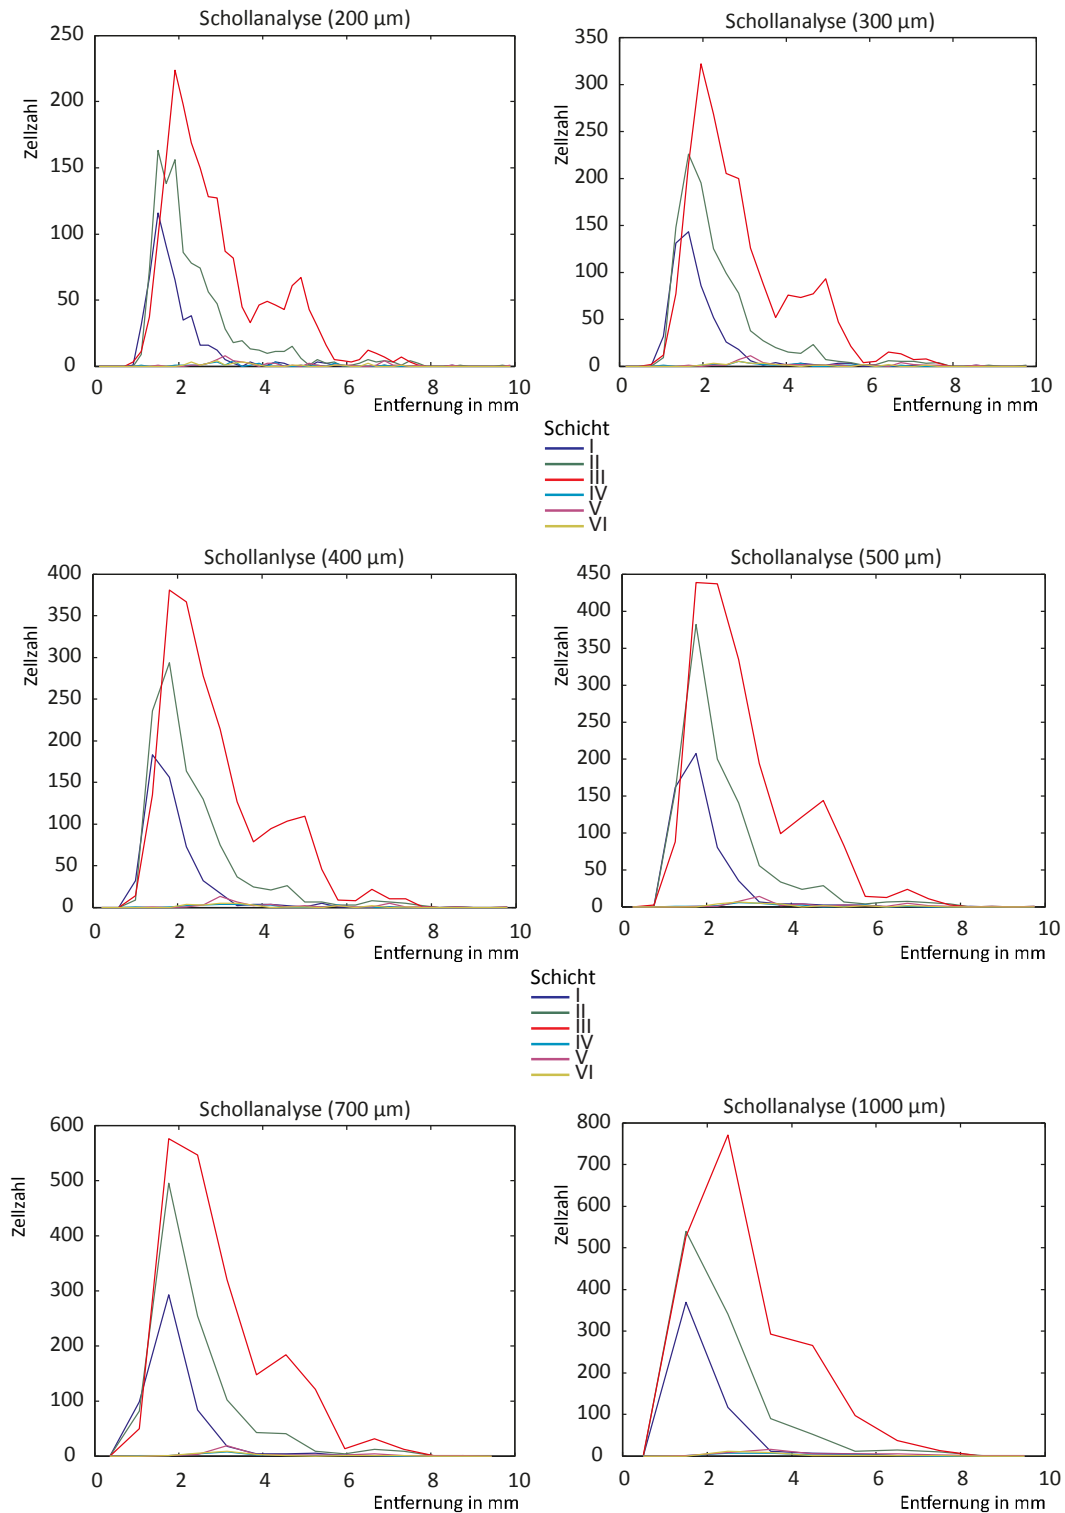 Schollanalyse (200 µm)
Zellzahl
250
200
150
100
50
0
0
2
4
6
8
10
Entfernung in mm
Schollanalyse (300 µm)
Zellzahl
350
300
250
200
150
100
50
0
0
2
4
6
8
10
Entfernung in mm
Schicht
I
II
III
IV
V
VI
Schollanlyse (400 µm)
Zellzahl
400
350
300
250
200
150
100
50
0
0
2
4
6
8
10
Entfernung in mm
Schollanalyse (500 µm)
Zellzahl
450
400
350
300
250
200
150
100
50
0
0
2
4
6
8
10
Entfernung in mm
Schicht
I
II
III
IV
V
VI
Schollanalyse (700 µm)
Zellzahl
600
500
400
300
200
100
0
0
2
4
6
8
10
Entfernung in mm
Schollanalyse (1000 µm)
Zellzahl
800
700
600
500
400
300
200
100
0
0
2
4
6
8
10
Entfernung in mm